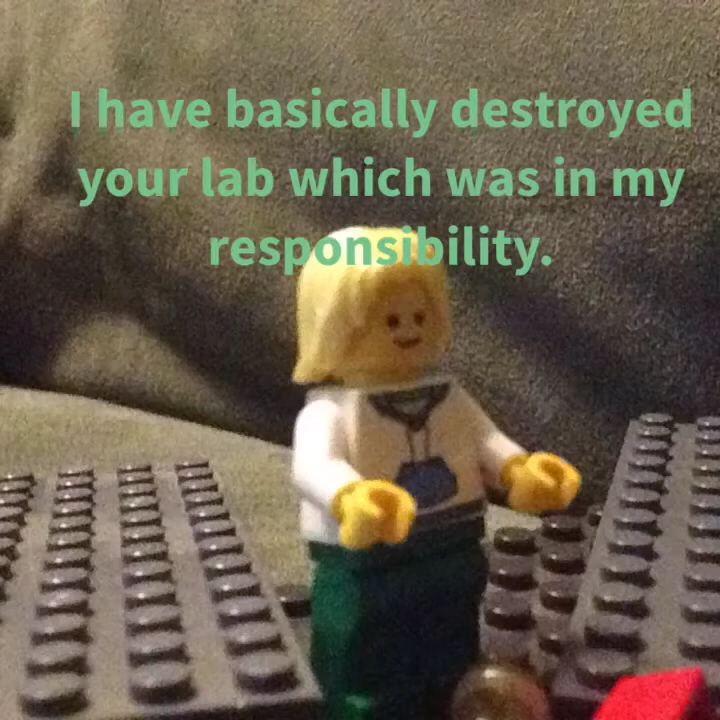 I have basically destroyed
your lab which was in my
responsibility.